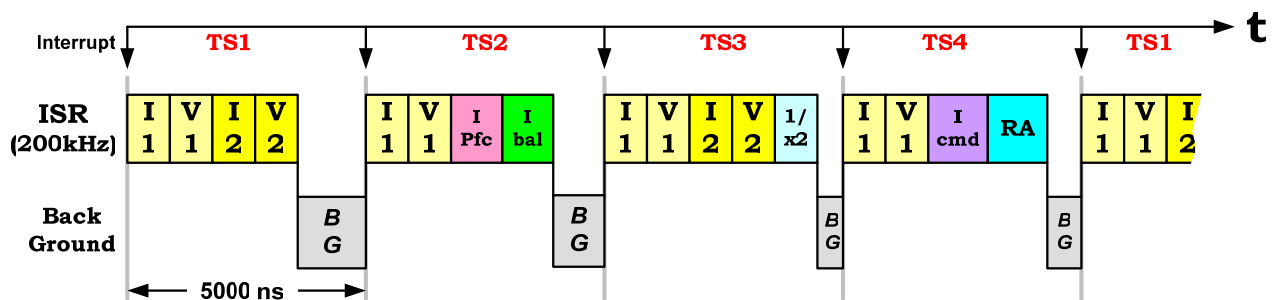 Interrupt TS1 TS2 TS3 TS4 TS1 t
ISR
(200kHz)
I V I V
1 1 2 2
I V I I
1 1 Pfc bal
I V I V 1/
1 1 2 2 x2
I V I RA
1 1 cmd
I V I
1 1 2
Back
Ground
B
G
B
G
B
G
B
G
5000 ns